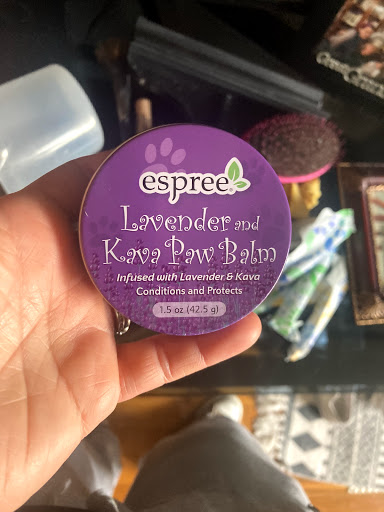 espree
Lavender and
Kava Paw Balm
Infused with Lavender & Kava
Conditions and Protects
1.5 oz (42.5 g)